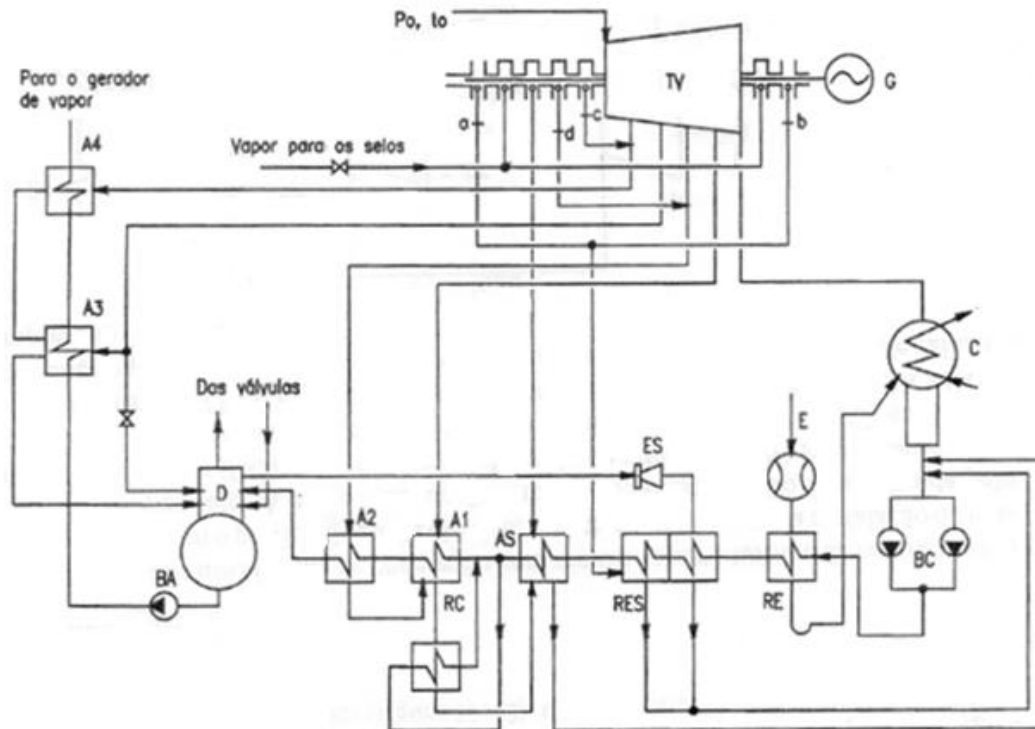 Po, to
Para o gerador
de vapor
TV
G
a
d
c
b
A4
Vapor para os selos
A3
C
Das válvulas
E
ES
D
A2
A1
AS
BC
BA
RC
RES
RE